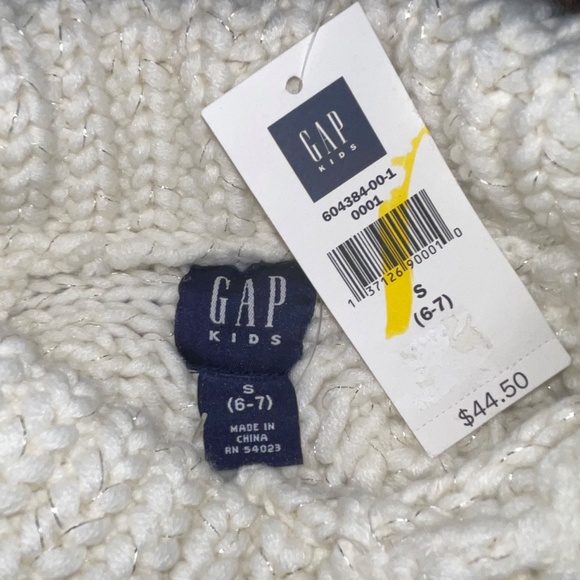 GAP
KIDS
604384-00-1
0001
1 37126 90001 0
S
(6-7)
$44.50
GAP
KIDS
S
(6-7)
MADE IN
CHINA
RN 54023